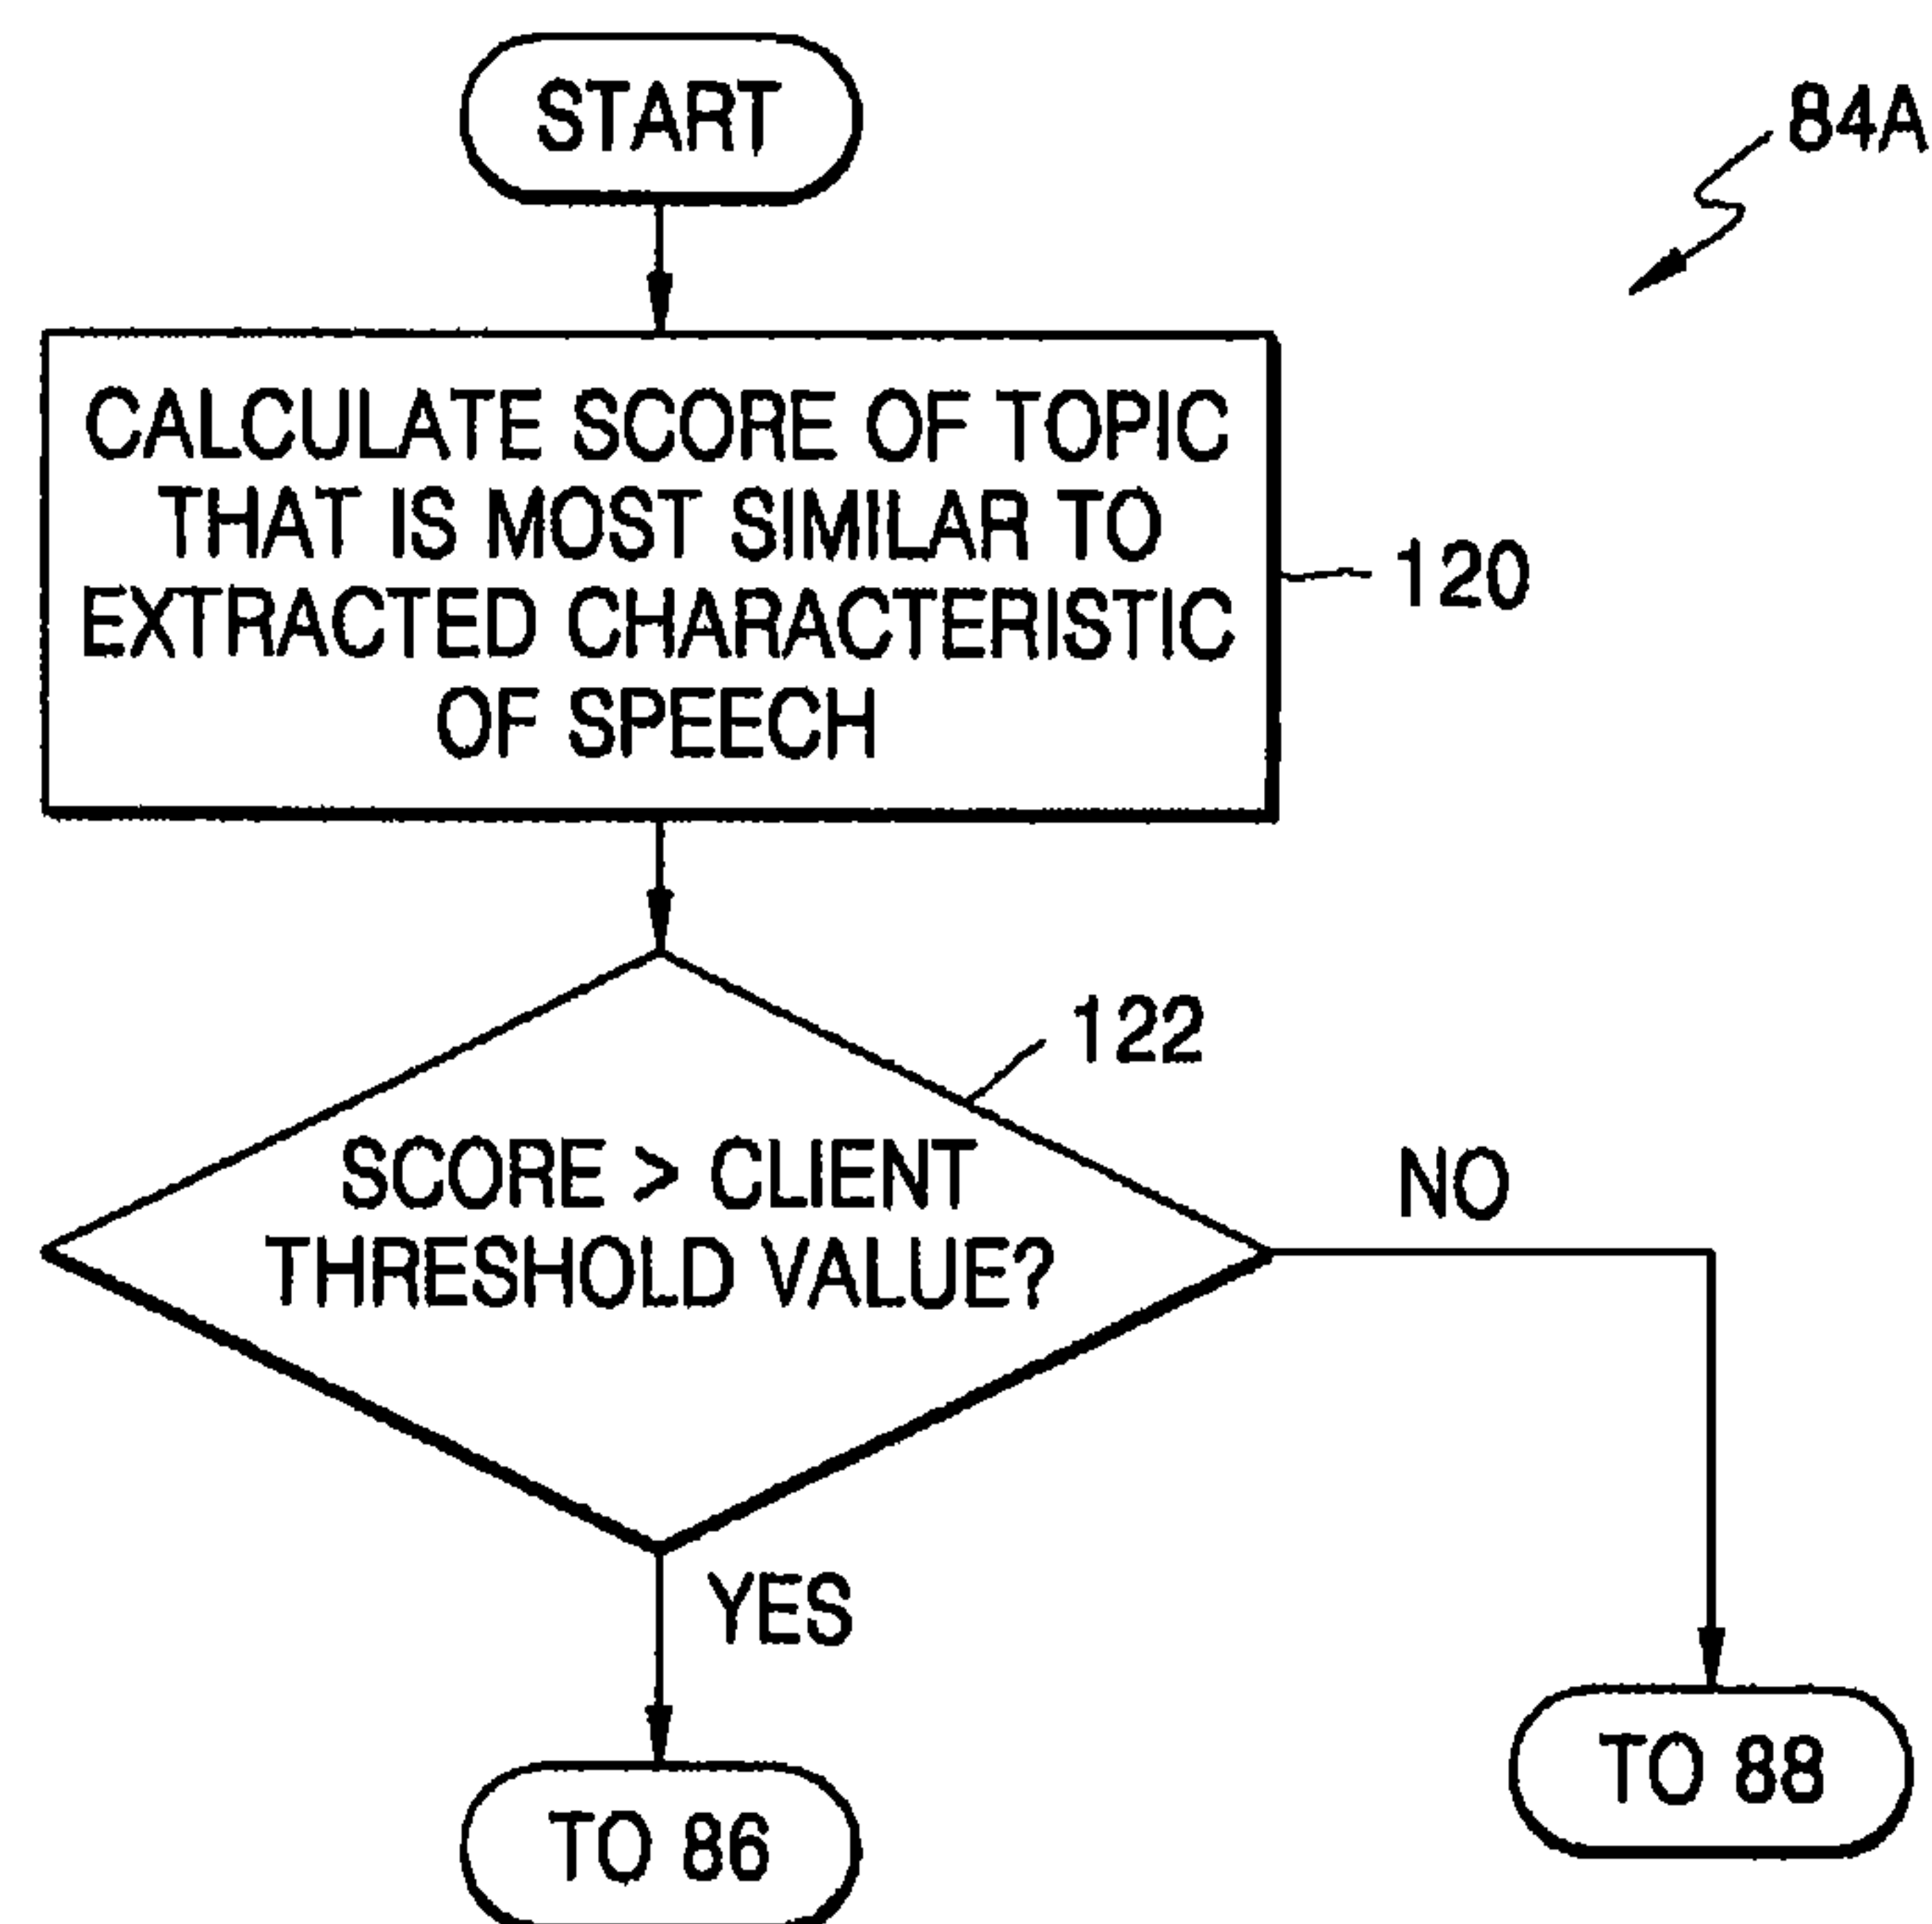 START
84A
CALCULATE SCORE OF TOPIC
THAT IS MOST SIMILAR TO
EXTRACTED CHARACTERISTIC
OF SPEECH
120
122
SCORE > CLIENT
THRESHOLD VALUE?
NO
YES
TO 88
TO 86